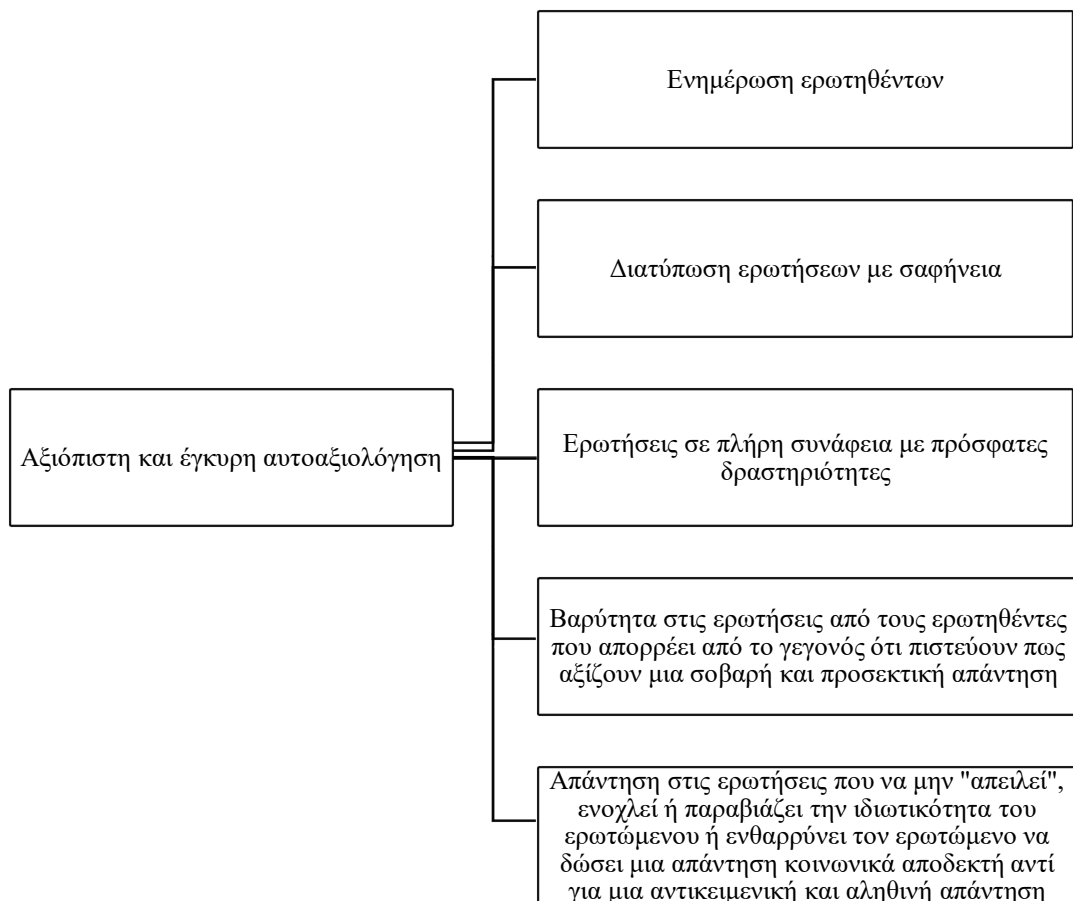 Ενημέρωση ερωτηθέντων
Διατύπωση ερωτήσεων με σαφήνεια
Αξιόπιστη και έγκυρη αυτοαξιολόγηση
Ερωτήσεις σε πλήρη συνάφεια με πρόσφατες
δραστηριότητες
Βαρύτητα στις ερωτήσεις από τους ερωτηθέντες
που απορρέει από το γεγονός ότι πιστεύουν πως
αξίζουν μια σοβαρή και προσεκτική απάντηση
Απάντηση στις ερωτήσεις που να μην "απειλεί",
ενοχλεί ή παραβιάζει την ιδιωτικότητα του
ερωτώμενου ή ενθαρρύνει τον ερωτώμενο να
δώσει μια απάντηση κοινωνικά αποδεκτή αντί
για μια αντικειμενική και αληθινή απάντηση